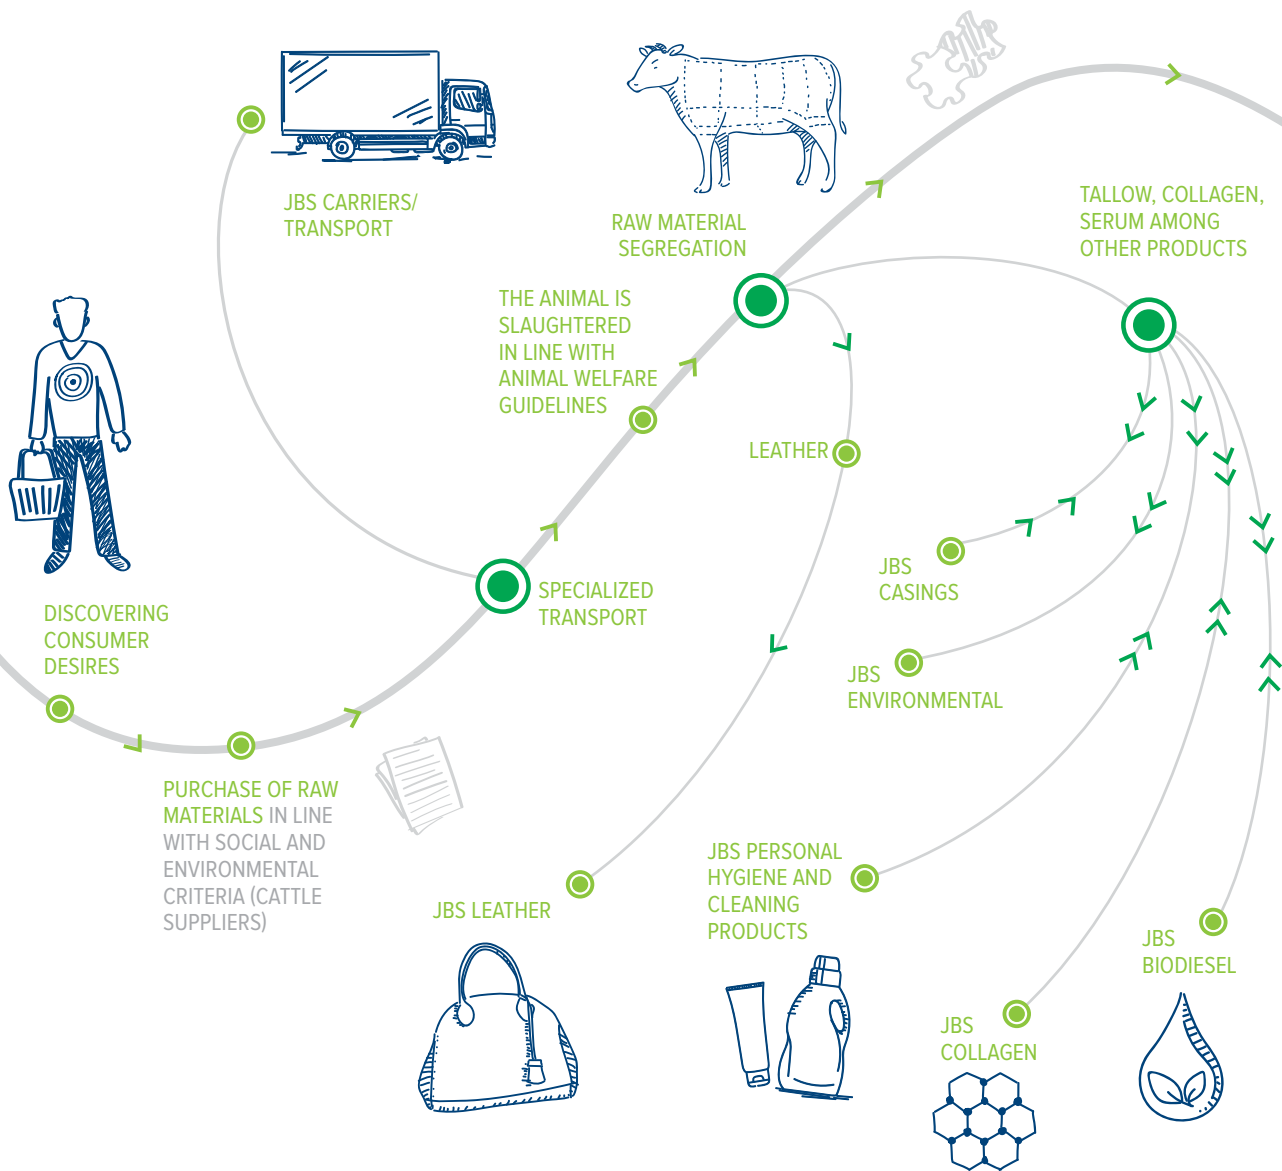 JBS CARRIERS/
TRANSPORT
RAW MATERIAL
SEGREGATION
TALLOW, COLLAGEN,
SERUM AMONG
OTHER PRODUCTS
THE ANIMAL IS
SLAUGHTERED
IN LINE WITH
ANIMAL WELFARE
GUIDELINES
LEATHER
JBS
CASINGS
SPECIALIZED
TRANSPORT
DISCOVERING
CONSUMER
DESIRES
JBS
ENVIRONMENTAL
PURCHASE OF RAW
MATERIALS IN LINE
WITH SOCIAL AND
ENVIRONMENTAL
CRITERIA (CATTLE
SUPPLIERS)
JBS LEATHER
JBS PERSONAL
HYGIENE AND
CLEANING
PRODUCTS
JBS
BIODIESEL
JBS
COLLAGEN